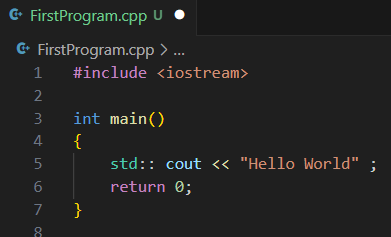 FirstProgram.cpp U
FirstProgram.cpp > ...
1 #include <iostream>
2
3 int main()
4 {
5 std:: cout << "Hello World" ;
6 return 0;
7 }
8